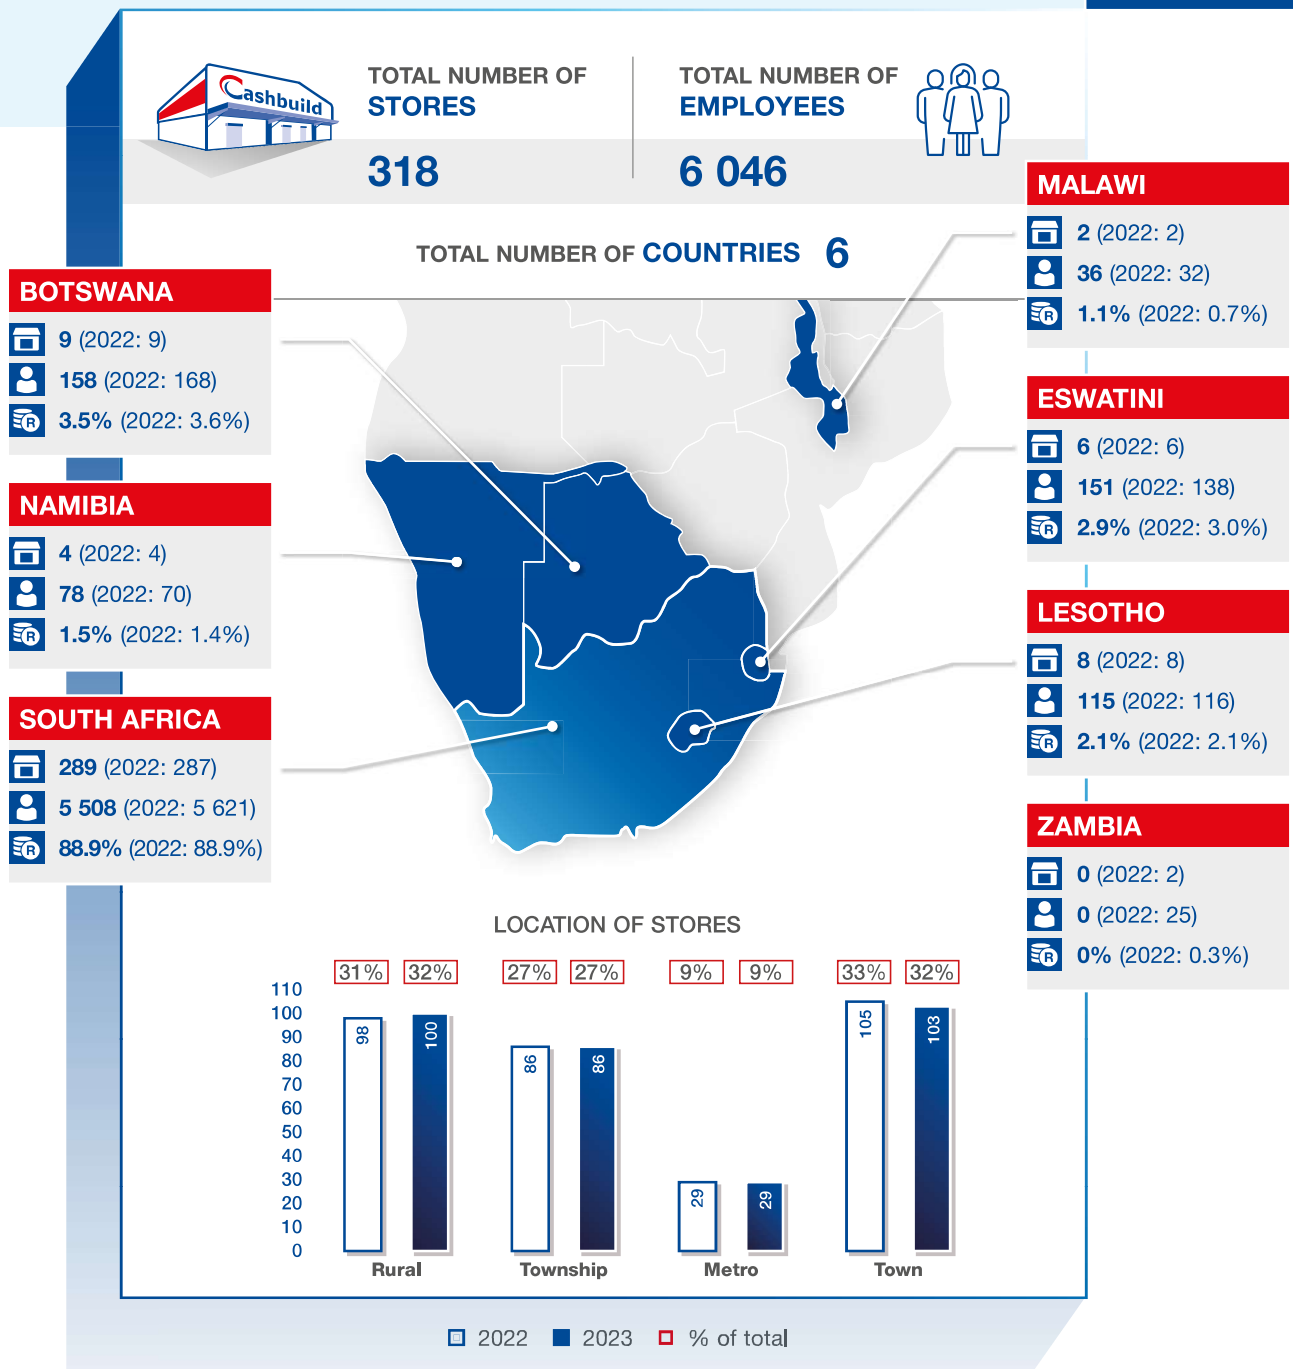 Cashbuild
TOTAL NUMBER OF
STORES
318
TOTAL NUMBER OF
EMPLOYEES
6 046
TOTAL NUMBER OF COUNTRIES 6
BOTSWANA
9 (2022: 9)
158 (2022: 168)
R 3.5% (2022: 3.6%)
NAMIBIA
4 (2022: 4)
78 (2022: 70)
R 1.5% (2022: 1.4%)
SOUTH AFRICA
289 (2022: 287)
5 508 (2022: 5 621)
R 88.9% (2022: 88.9%)
MALAWI
2 (2022: 2)
36 (2022: 32)
R 1.1% (2022: 0.7%)
ESWATINI
6 (2022: 6)
151 (2022: 138)
R 2.9% (2022: 3.0%)
LESOTHO
8 (2022: 8)
115 (2022: 116)
R 2.1% (2022: 2.1%)
ZAMBIA
0 (2022: 2)
0 (2022: 25)
R 0% (2022: 0.3%)
LOCATION OF STORES
31% 32% 27% 27% 9% 9% 33% 32%
110
100
90
80
70
60
50
40
30
20
10
0
98 100 86 86 29 29 105 103
Rural Township Metro Town
2022 2023 % of total